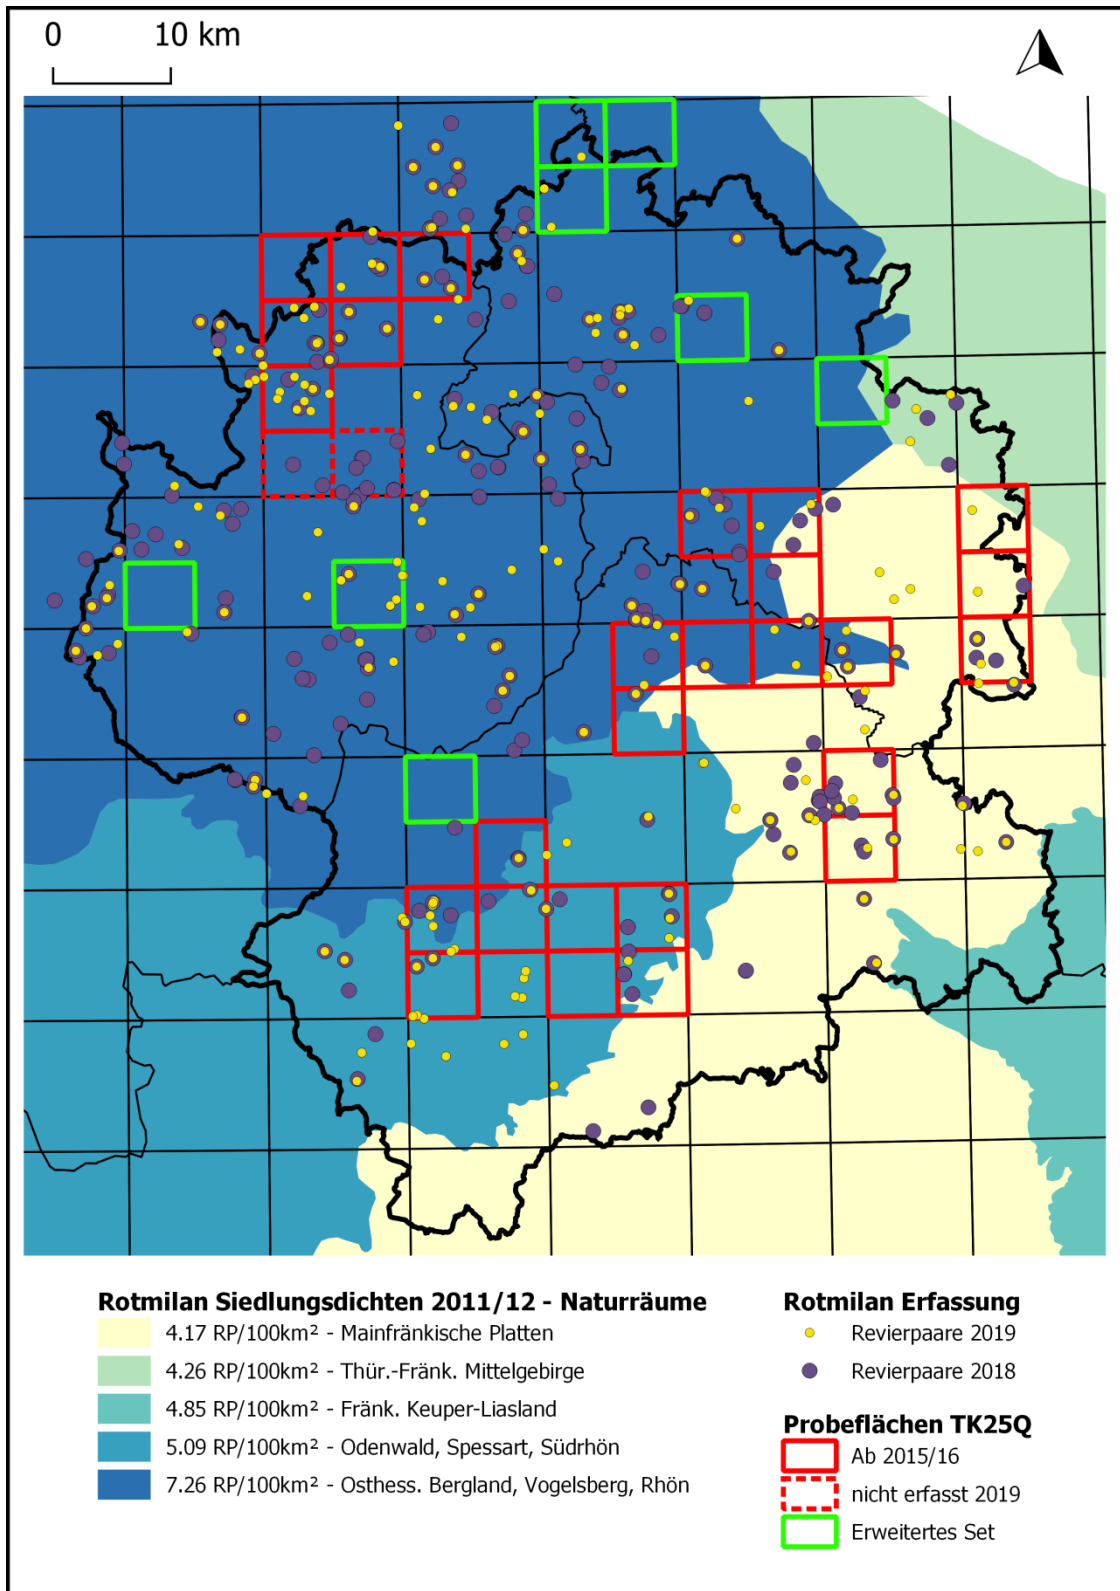 0 10 km
Rotmilan Siedlungsdichten 2011/12 - Naturräume
4.17 RP/100km² - Mainfränkische Platten
4.26 RP/100km² - Thür.-Fränk. Mittelgebirge
4.85 RP/100km² - Fränk. Keuper-Liasland
5.09 RP/100km² - Odenwald, Spessart, Südrhön
7.26 RP/100km² - Osthess. Bergland, Vogelsberg, Rhön
Rotmilan Erfassung
Revierpaare 2019
Revierpaare 2018
Probeflächen TK25Q
Ab 2015/16
nicht erfasst 2019
Erweitertes Set